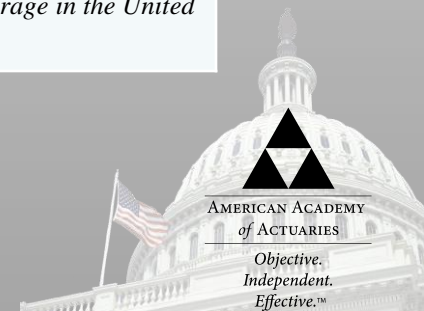 rage in the United
AMERICAN ACADEMY
of ACTUARIES
Objective.
Independent.
Effective.™